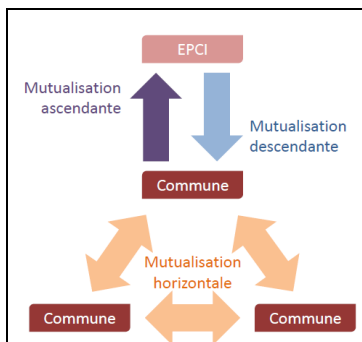 EPCI
Mutualisation
ascendante
Mutualisation
descendante
Commune
Mutualisation
horizontale
Commune
Commune